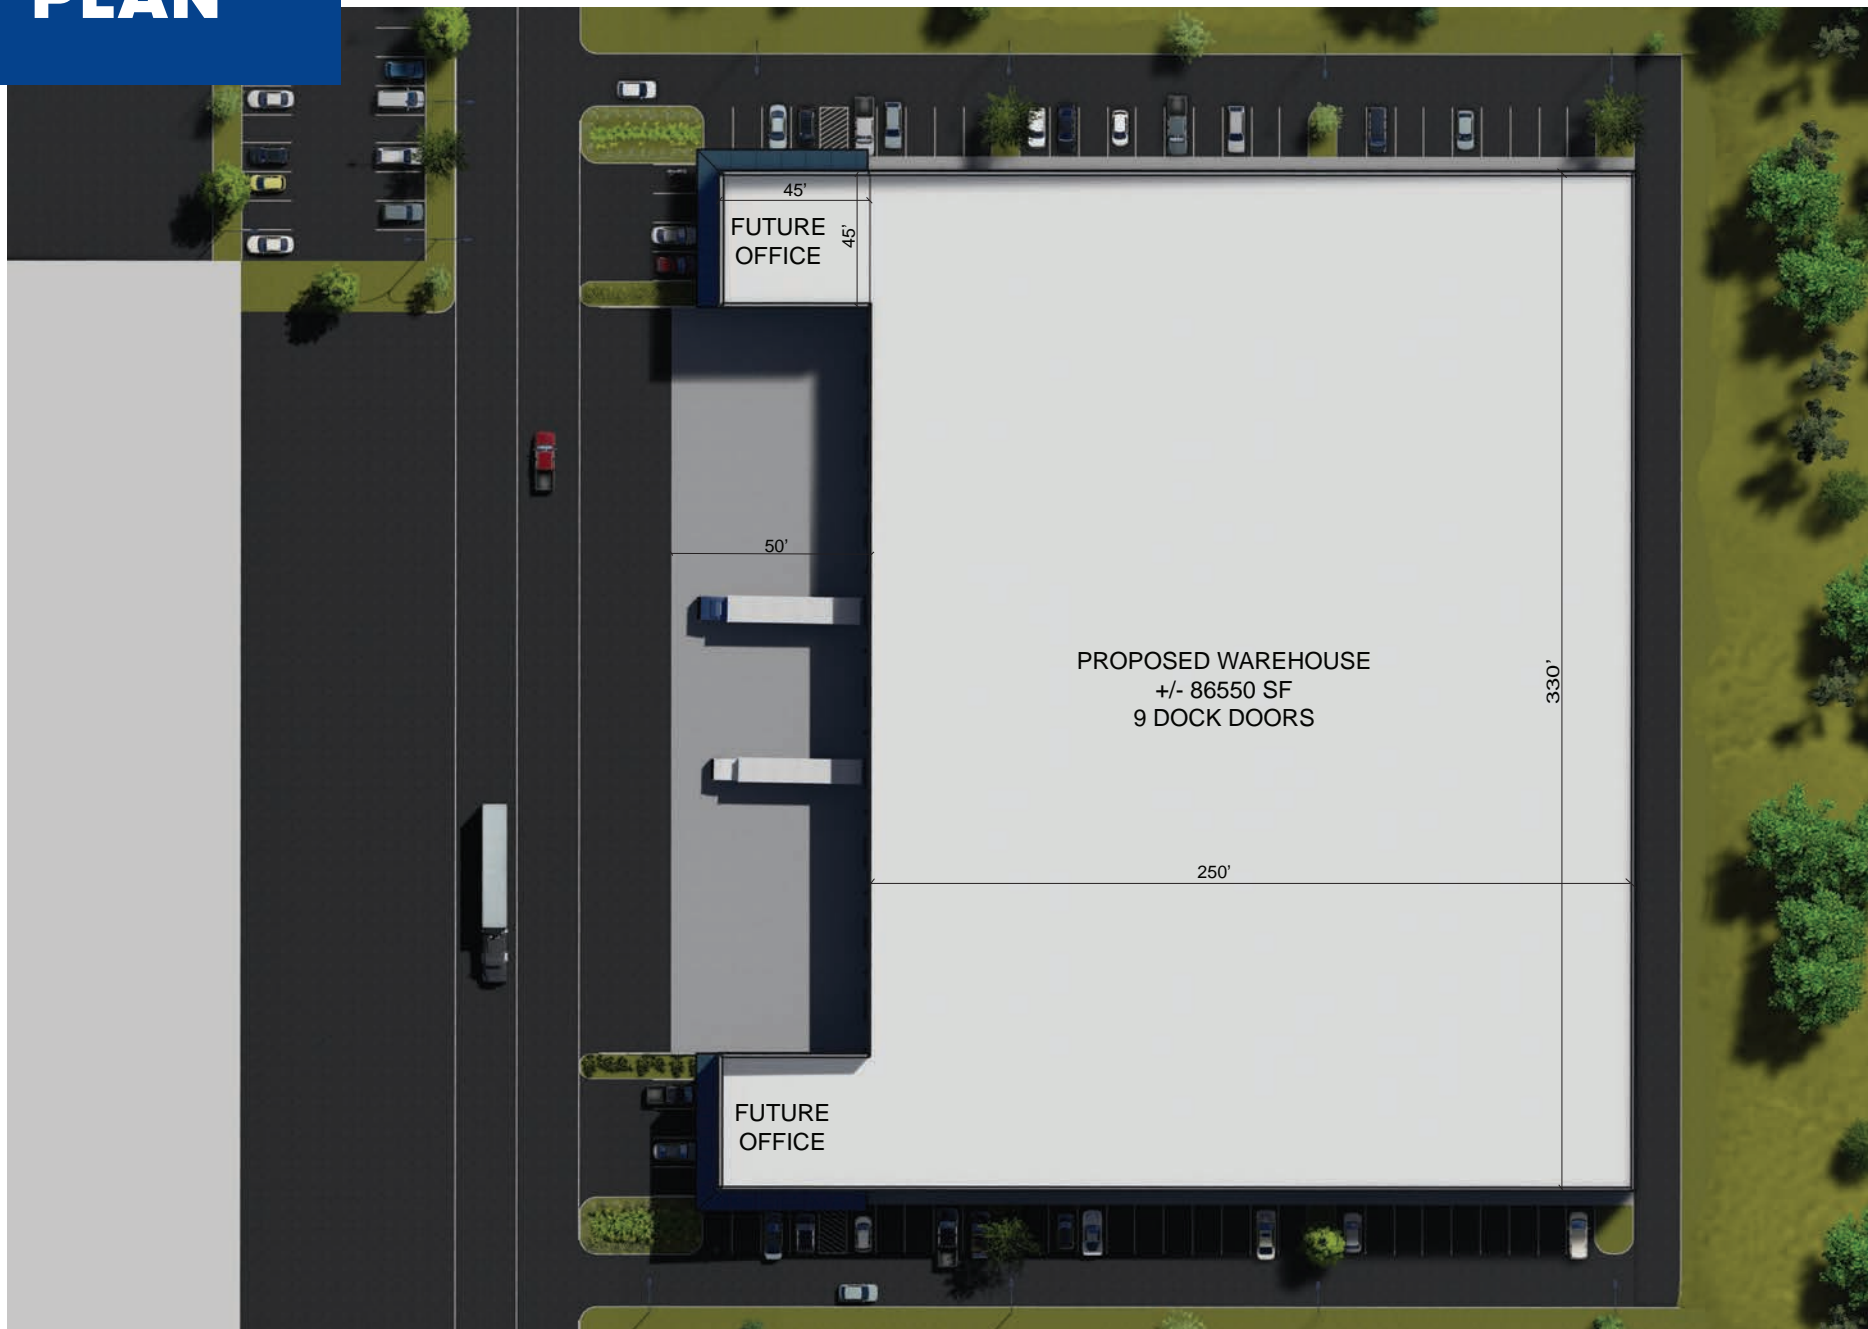 PLAN
45'
FUTURE
OFFICE
45'
50'
PROPOSED WAREHOUSE
+/- 86550 SF
9 DOCK DOORS
330'
250'
FUTURE
OFFICE